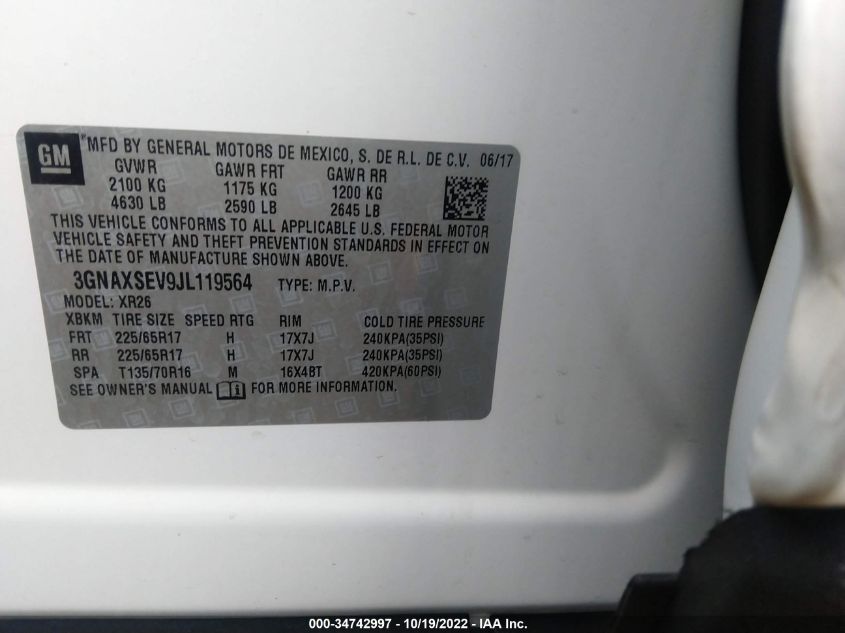 GM
MFD BY GENERAL MOTORS DE MEXICO, S. DE R.L. DE C.V. 06/17
GVWR GAWR FRT GAWR RR
2100 KG 1175 KG 1200 KG
4630 LB 2590 LB 2645 LB
THIS VEHICLE CONFORMS TO ALL APPLICABLE U.S. FEDERAL MOTOR
VEHICLE SAFETY AND THEFT PREVENTION STANDARDS IN EFFECT ON
THE DATE OF MANUFACTURE SHOWN ABOVE.
3GNAXSEV9JL119564 TYPE: M.P.V.
MODEL: XR26
XBKM TIRE SIZE SPEED RTG RIM COLD TIRE PRESSURE
FRT 225/65R17 H 17X7J 240KPA(35PSI)
RR 225/65R17 H 17X7J 240KPA(35PSI)
SPA T135/70R16 M 16X4BT 420KPA(60PSI)
SEE OWNER'S MANUAL FOR MORE INFORMATION.
000-34742997 - 10/19/2022 - IAA Inc.